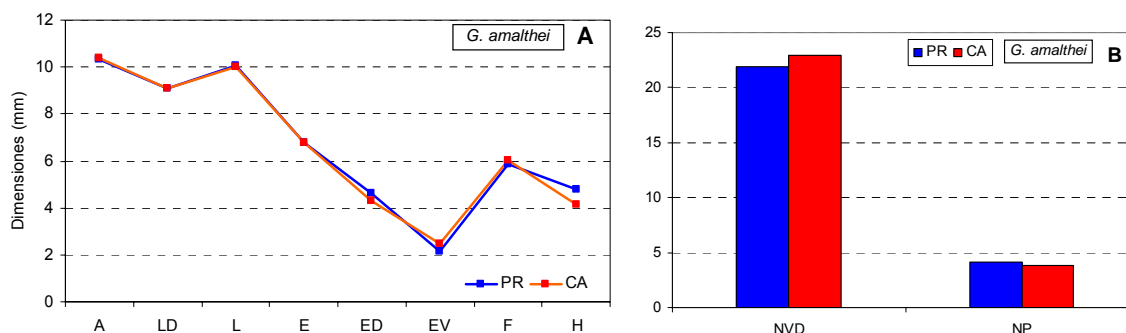 12
10
8
6
4
2
0
Dimensiones (mm)
G. amalthei
A
PR CA
A LD L E ED EV F H
25
20
15
10
5
0
PR CA
G. amalthei
B
NVD NP